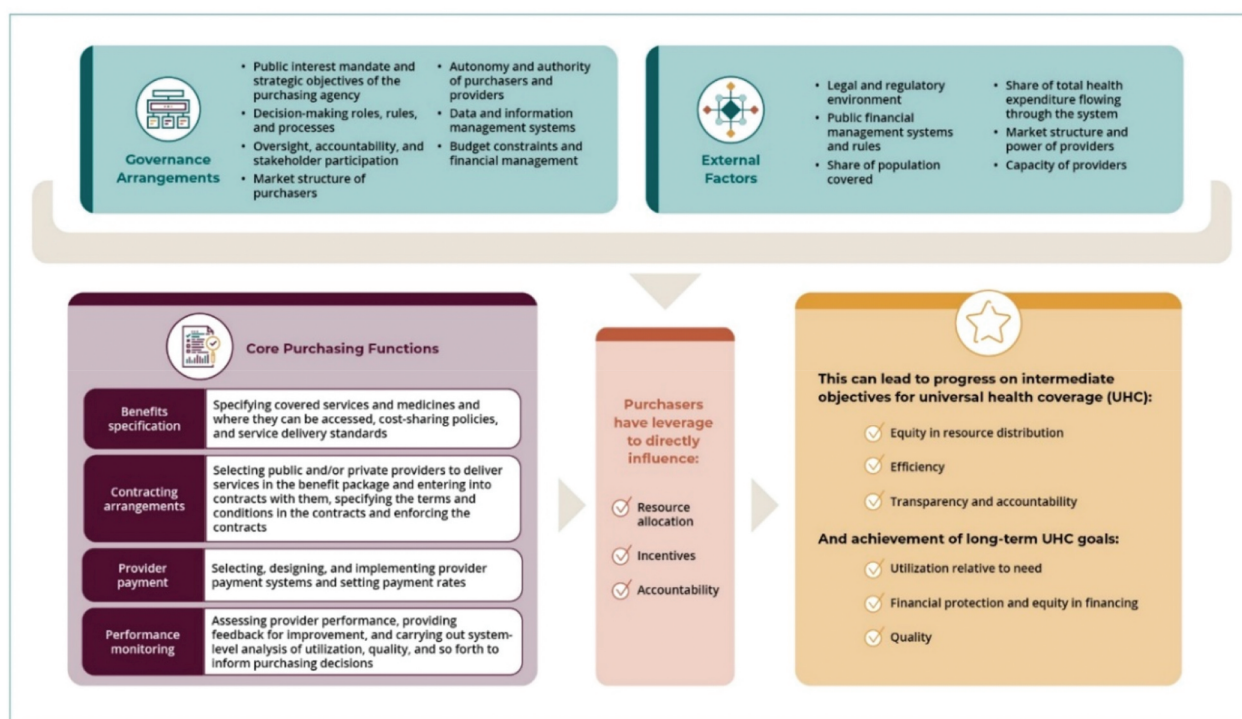 Governance
Arrangements
• Public interest mandate and
strategic objectives of the
purchasing agency
• Decision-making roles, rules,
and processes
• Oversight, accountability, and
stakeholder participation
• Market structure of
purchasers
• Autonomy and authority
of purchasers and
providers
• Data and information
management systems
• Budget constraints and
financial management
External
Factors
• Legal and regulatory
environment
• Public financial
management systems
and rules
• Share of population
covered
• Share of total health
expenditure flowing
through the system
• Market structure and
power of providers
• Capacity of providers
Core Purchasing Functions
Benefits
specification
Specifying covered services and medicines and
where they can be accessed, cost-sharing policies,
and service delivery standards
Contracting
arrangements
Selecting public and/or private providers to deliver
services in the benefit package and entering into
contracts with them, specifying the terms and
conditions in the contracts and enforcing the
contracts
Provider
payment
Selecting, designing, and implementing provider
payment systems and setting payment rates
Performance
monitoring
Assessing provider performance, providing
feedback for improvement, and carrying out system-
level analysis of utilization, quality, and so forth to
inform purchasing decisions
Purchasers
have leverage
to directly
influence:
Resource
allocation
Incentives
Accountability
This can lead to progress on intermediate
objectives for universal health coverage (UHC):
Equity in resource distribution
Efficiency
Transparency and accountability
And achievement of long-term UHC goals:
Utilization relative to need
Financial protection and equity in financing
Quality